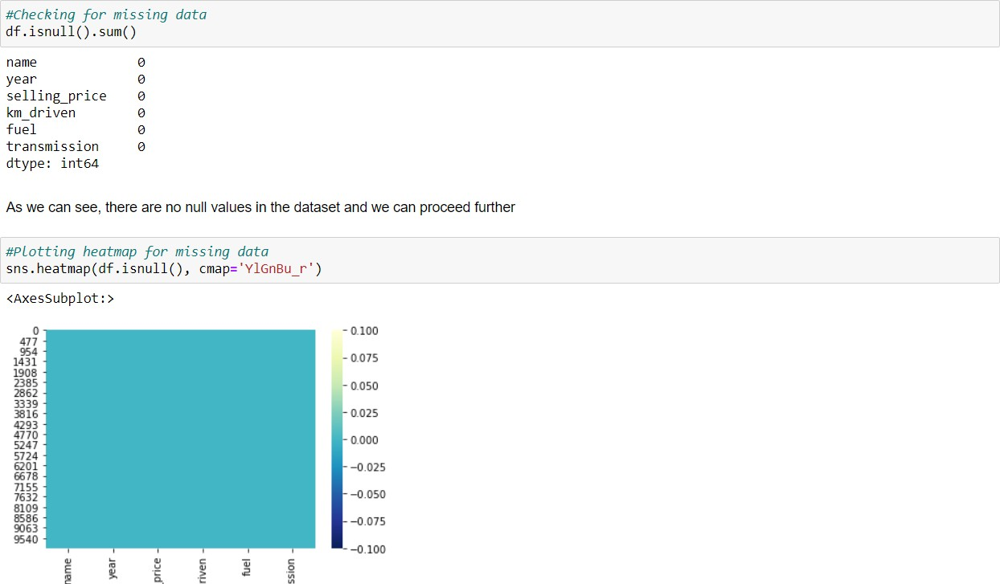 #Checking for missing data
df.isnull().sum()
name 0
year 0
selling_price 0
km_driven 0
fuel 0
transmission 0
dtype: int64
As we can see, there are no null values in the dataset and we can proceed further
#Plotting heatmap for missing data
sns.heatmap(df.isnull(), cmap='YlGnBu_r')
<AxesSubplot:>
0
477
954
1431
1908
2385
2862
3339
3816
4293
4770
5247
5724
6201
6678
7155
7632
8109
8586
9063
9540
0.100
0.075
0.050
0.025
0.000
−0.025
−0.050
−0.075
−0.100
name
year
price
riven
fuel
ssion